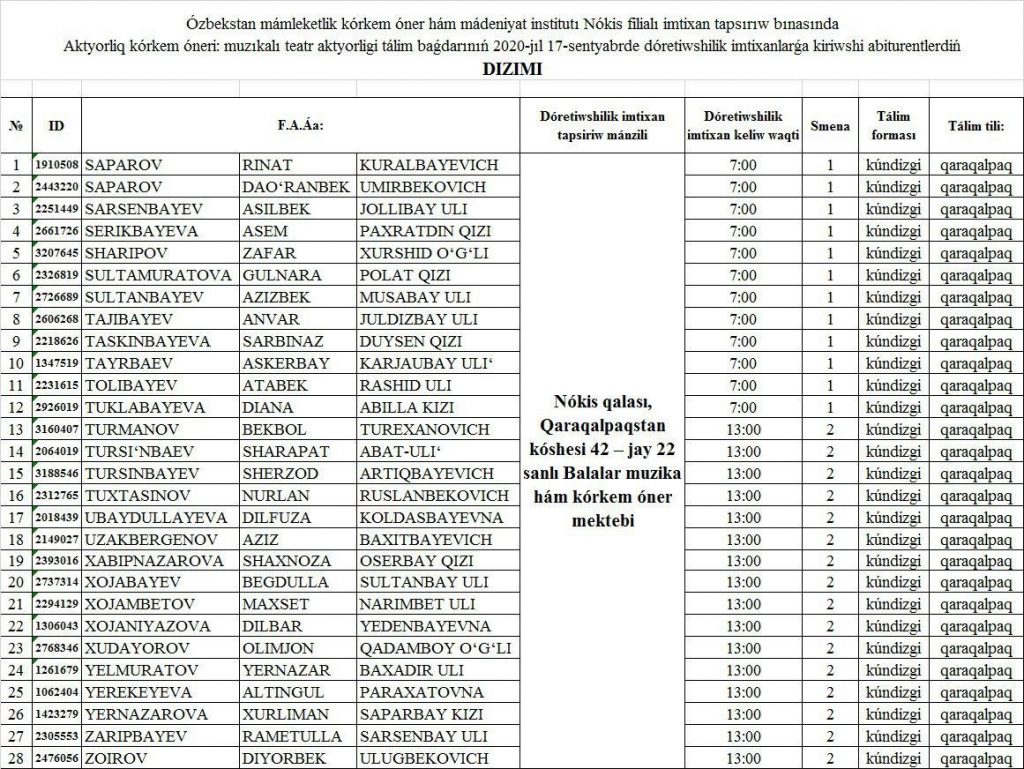 Ózbekstan mámleketlik kórkem óner hám mádeniyat institutı Nókis filialı imtixan tapsırıw bınasında
Aktyorliq kórkem óneri: muzıkalı teatr aktyorligi tálim baǵdarınıń 2020-jıl 17-sentyabrde dóretiwshilik imtixanlarǵa kiriwshi abiturentlerdiń
DIZIMI
№ ID F.A.Áa: Dóretiwshilik imtixan tapsiriw mánzili Dóretiwshilik imtixan keliw waqti Smena Tálim forması Tálim tili:
1 1910508 SAPAROV RINAT KURALBAYEVICH 7:00 1 kúndizgi qaraqalpaq
2 2443220 SAPAROV DAO‘RANBEK UMIRBEKOVICH 7:00 1 kúndizgi qaraqalpaq
3 2251449 SARSENBAYEV ASILBEK JOLLIBAY ULI 7:00 1 kúndizgi qaraqalpaq
4 2661726 SERIKBAYEVA ASEM PAXRATDIN QIZI 7:00 1 kúndizgi qaraqalpaq
5 3207645 SHARIPOV ZAFAR XURSHID O‘G‘LI 7:00 1 kúndizgi qaraqalpaq
6 2326819 SULTAMURATOVA GULNARA POLAT QIZI 7:00 1 kúndizgi qaraqalpaq
7 2726689 SULTANBAYEV AZIZBEK MUSABAY ULI 7:00 1 kúndizgi qaraqalpaq
8 2606268 TAJIBAYEV ANVAR JULDIZBAY ULI 7:00 1 kúndizgi qaraqalpaq
9 2218626 TASKINBAYEVA SARBINAZ DUYSEN QIZI 7:00 1 kúndizgi qaraqalpaq
10 1347519 TAYRBAEV ASKERBAY KARJAUBAY ULI‘ 7:00 1 kúndizgi qaraqalpaq
11 2231615 TOLIBAYEV ATABEK RASHID ULI 7:00 1 kúndizgi qaraqalpaq
12 2926019 TUKLABAYEVA DIANA ABILLA KIZI 7:00 1 kúndizgi qaraqalpaq
Nókis qalası,
Qaraqalpaqstan
kóshesi 42 – jay 22
sanlı Balalar muzika
hám kórkem óner
mektebi
13 3160407 TURMANOV BEKBOL TUREXANOVICH 13:00 2 kúndizgi qaraqalpaq
14 2064019 TURSI‘NBAEV SHARAPAT ABAT-ULI‘ 13:00 2 kúndizgi qaraqalpaq
15 3188546 TURSINBAYEV SHERZOD ARTIQBAYEVICH 13:00 2 kúndizgi qaraqalpaq
16 2312765 TUXTASINOV NURLAN RUSLANBEKOVICH 13:00 2 kúndizgi qaraqalpaq
17 2018439 UBAYDULLAYEVA DILFUZA KOLDASBAYEVNA 13:00 2 kúndizgi qaraqalpaq
18 2149027 UZAKBERGENOV AZIZ BAXITBAYEVICH 13:00 2 kúndizgi qaraqalpaq
19 2393016 XABIPNAZAROVA SHAXNOZA OSERBAY QIZI 13:00 2 kúndizgi qaraqalpaq
20 2737314 XOJABAYEV BEGDULLA SULTANBAY ULI 13:00 2 kúndizgi qaraqalpaq
21 2294129 XOJAMBETOV MAXSET NARIMBET ULI 13:00 2 kúndizgi qaraqalpaq
22 1306043 XOJANIYAZOVA DILBAR YEDENBAYEVNA 13:00 2 kúndizgi qaraqalpaq
23 2768346 XUDAYOROV OLIMJON QADAMBOY O‘G‘LI 13:00 2 kúndizgi qaraqalpaq
24 1261679 YELMURATOV YERNAZAR BAXADIR ULI 13:00 2 kúndizgi qaraqalpaq
25 1062404 YEREKEYEVA ALTINGUL PARAXATOVNA 13:00 2 kúndizgi qaraqalpaq
26 1423279 YERNAZAROVA XURLIMAN SAPARBAY KIZI 13:00 2 kúndizgi qaraqalpaq
27 2305553 ZARIPBAYEV RAMETULLA SARSENBAY ULI 13:00 2 kúndizgi qaraqalpaq
28 2476056 ZOIROV DIYORBEK ULUGBEKOVICH 13:00 2 kúndizgi qaraqalpaq